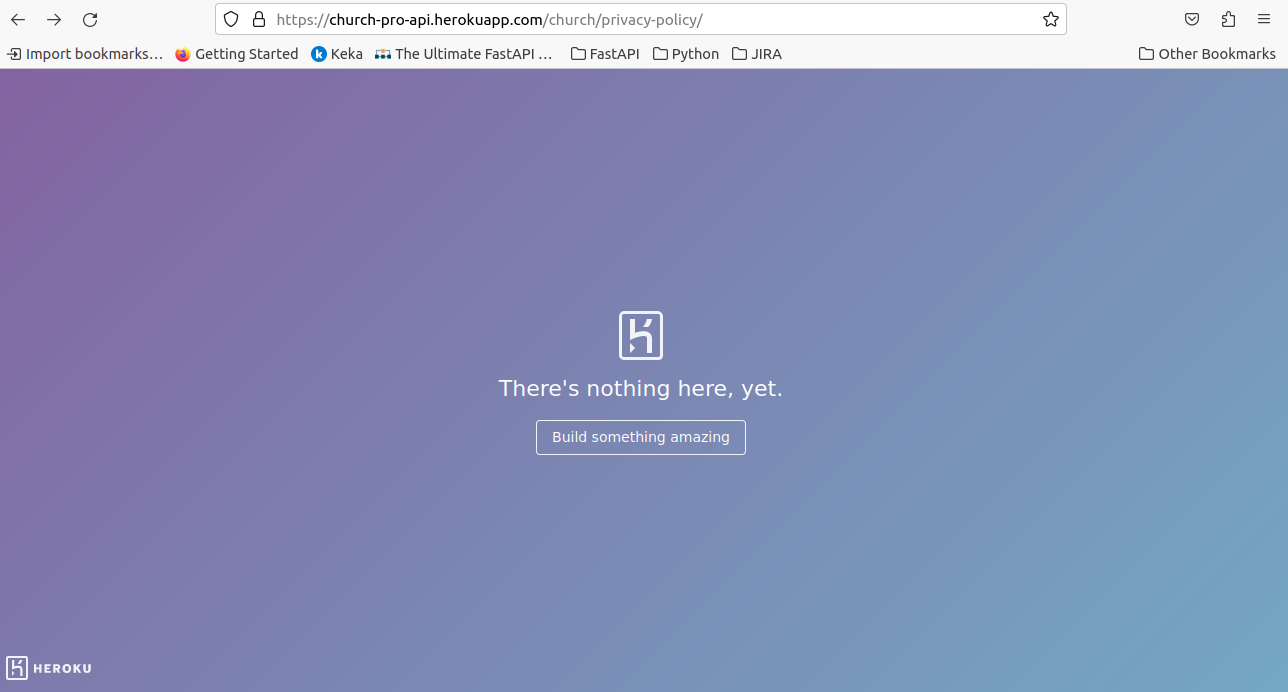 https://church-pro-api.herokuapp.com/church/privacy-policy/
Import bookmarks… Getting Started Keka The Ultimate FastAPI … FastAPI Python JIRA Other Bookmarks
There's nothing here, yet.
Build something amazing
HEROKU